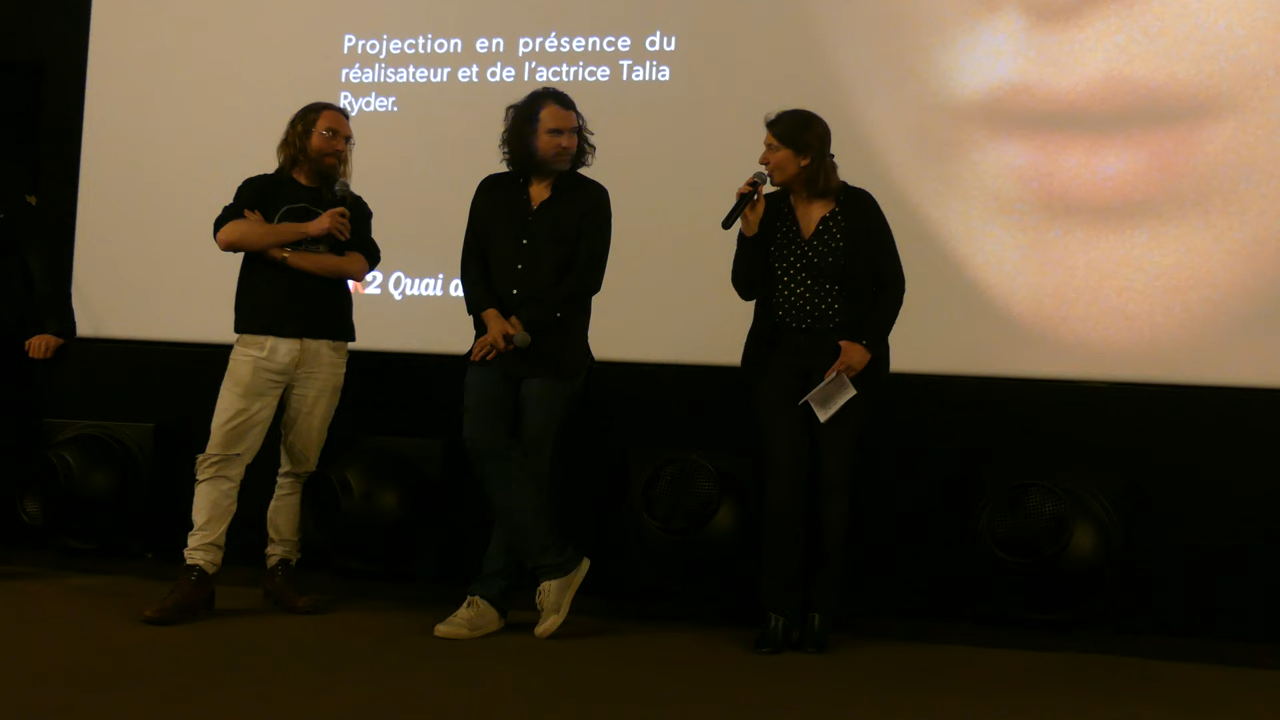 Projection en présence du
réalisateur et de l'actrice Talia
Ryder.
2 Quai d